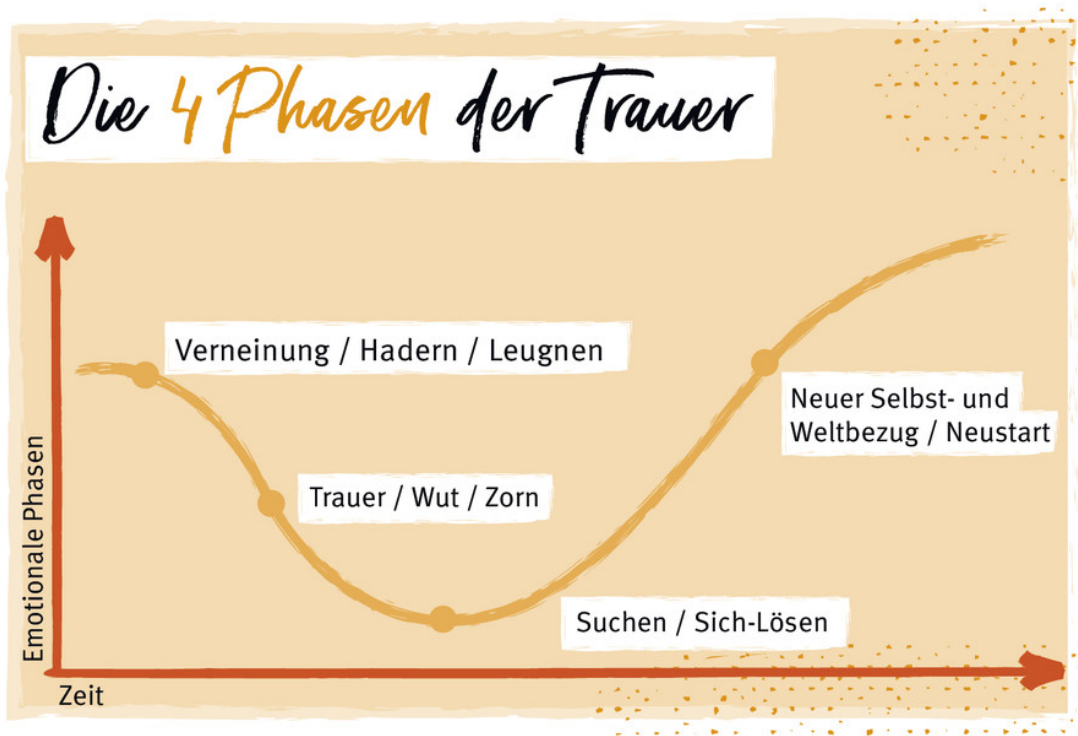 Die 4 Phasen der Trauer
Verneinung / Hadern / Leugnen
Neuer Selbst- und
Weltbezug / Neustart
Trauer / Wut / Zorn
Suchen / Sich-Lösen
Emotionale Phasen
Zeit